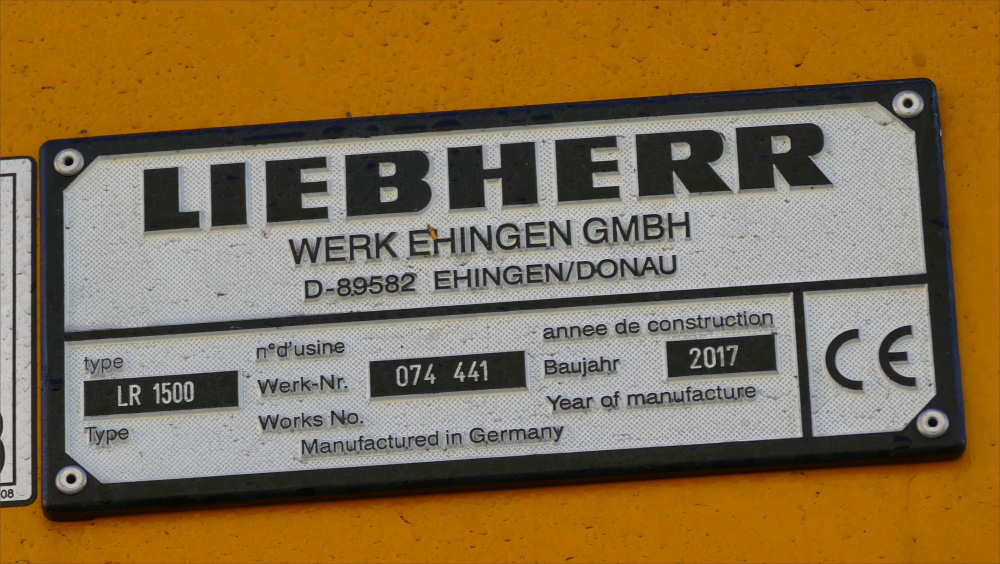 LIEBHERR
WERK EHINGEN GMBH
D-89582 EHINGEN/DONAU
type
LR 1500
Type
n°d'usine
Werk-Nr.
Works No.
074 441
annee de construction
Baujahr
2017
Year of manufacture
Manufactured in Germany
CE
08